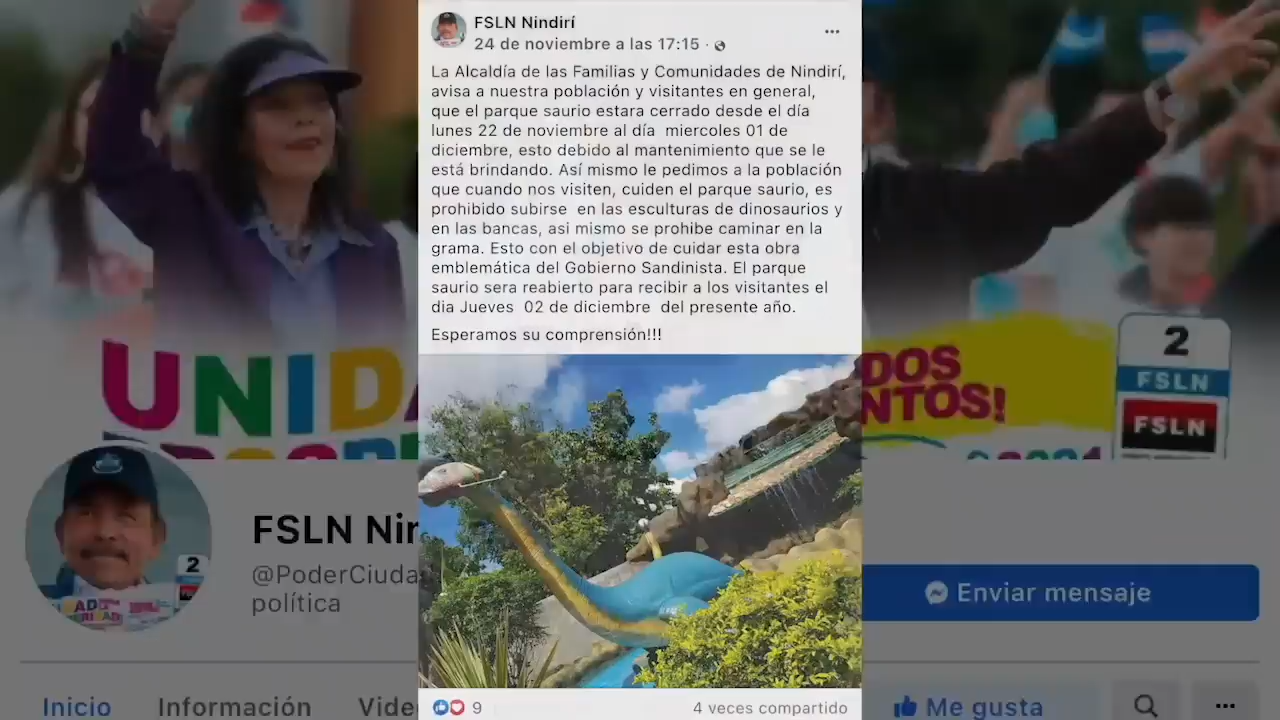 FSLN Nindirí
24 de noviembre a las 17:15 ·
La Alcaldía de las Familias y Comunidades de Nindirí,
avisa a nuestra población y visitantes en general,
que el parque saurio estara cerrado desde el día
lunes 22 de noviembre al día miercoles 01 de
diciembre, esto debido al mantenimiento que se le
está brindando. Así mismo le pedimos a la población
que cuando nos visiten, cuiden el parque saurio, es
prohibido subirse en las esculturas de dinosaurios y
en las bancas, asi mismo se prohibe caminar en la
grama. Esto con el objetivo de cuidar esta obra
emblemática del Gobierno Sandinista. El parque
saurio sera reabierto para recibir a los visitantes el
dia Jueves 02 de diciembre del presente año.
Esperamos su comprensión!!!
9
4 veces compartido
UNIDA
DOS
NTOS!
2
FSLN
FSLN
2
FSLN Nin
@PoderCiuda
política
Enviar mensaje
Inicio
Información
Vide
Me gusta